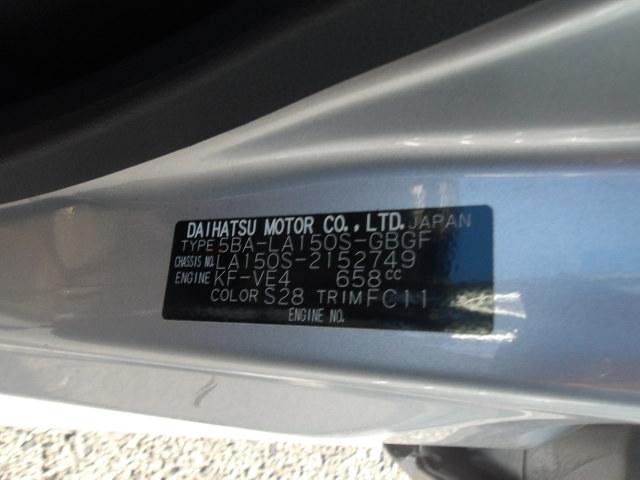 DAIHATSU MOTOR CO., LTD. JAPAN
TYPE 5BA-LA150S-GBGF
CHASSIS NO. LA150S-2152749
ENGINE KF-VE4 658cc
COLOR S28 TRIM FC11
ENGINE NO.